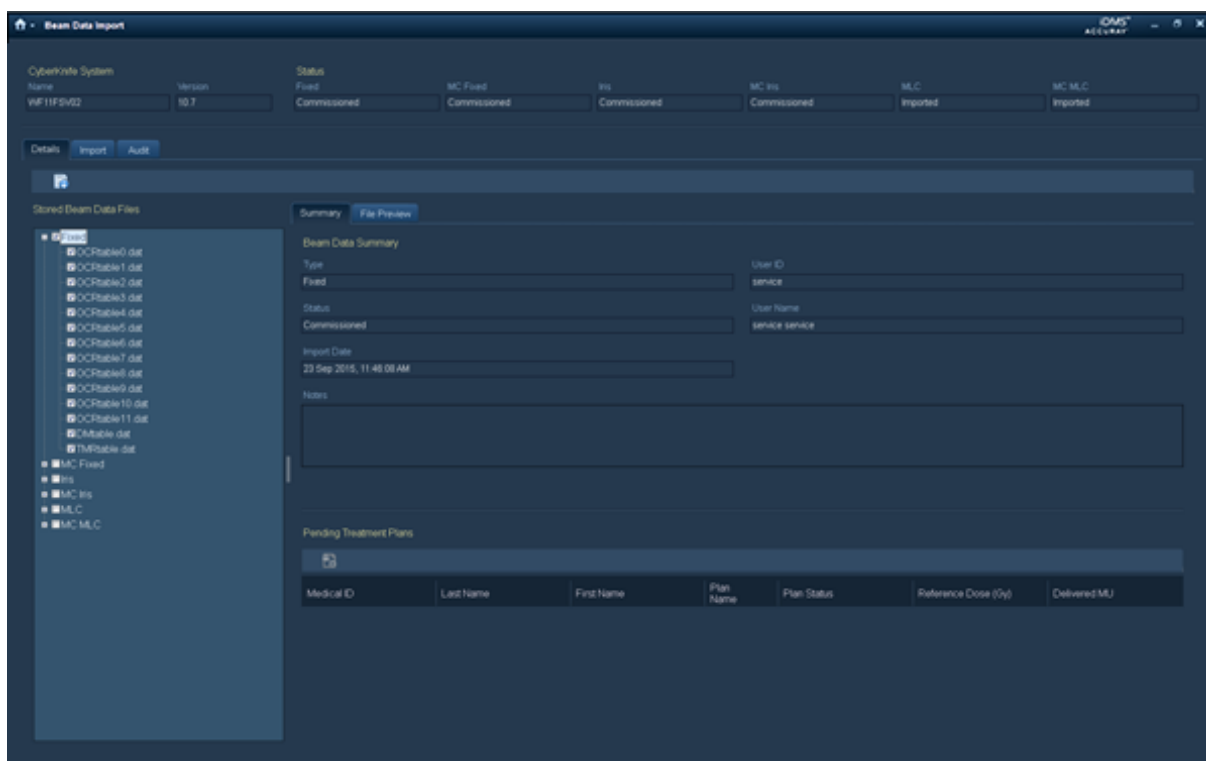 Beam Data Import
iDMS™
ACCURAY
CyberKnife System
Status
Name Version Fixed MC Fixed Iris MC Iris MLC MC MLC
WF11FSV02 10.7 Commissioned Commissioned Commissioned Commissioned Imported Imported
Details Import Audit
Stored Beam Data Files
Fixed
OCRtable0.dat
OCRtable1.dat
OCRtable2.dat
OCRtable3.dat
OCRtable4.dat
OCRtable5.dat
OCRtable6.dat
OCRtable7.dat
OCRtable8.dat
OCRtable9.dat
OCRtable10.dat
OCRtable11.dat
DMtable.dat
TMRtable.dat
MC Fixed
Iris
MC Iris
MLC
MC MLC
Summary File Preview
Beam Data Summary
Type User ID
Fixed service
Status User Name
Commissioned service service
Import Date
23 Sep 2015, 11:48:08 AM
Notes
Pending Treatment Plans
Medical ID Last Name First Name Plan Name Plan Status Reference Dose (Gy) Delivered MU